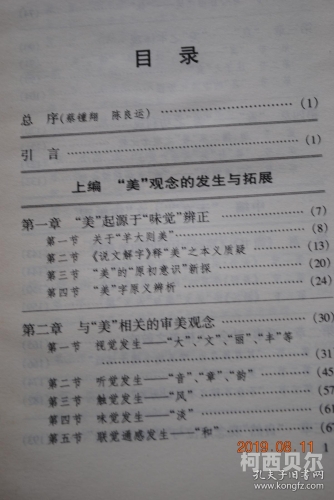 目 录
总 序(蔡锺翔 陈良运) ………………………… (1)
引 言 ………………………… (1)
上编 “美”观念的发生与拓展
第一章 “美”起源于“味觉”辨正 ………… (7)
第一节 关于“羊大则美” ………… (8)
第二节 《说文解字》释“美”之本义质疑 ………… (13)
第三节 “美”的“原初意识”新探 ………… (20)
第四节 “美”字原义辨析 ………… (24)
第二章 与“美”相关的审美观念 ………… (30)
第一节 视觉发生——“大”、“文”、“丽”、“丰”等
………… (31
第二节 听觉发生——“音”、“章”、“韵” ………… (45
第三节 触觉发生——“风” ………… (57
第四节 味觉发生——“淡” ………… (6
第五节 联觉通感发生——“和” ………… (67
1
2019.08.11
柯西贝尔
孔夫子旧书网